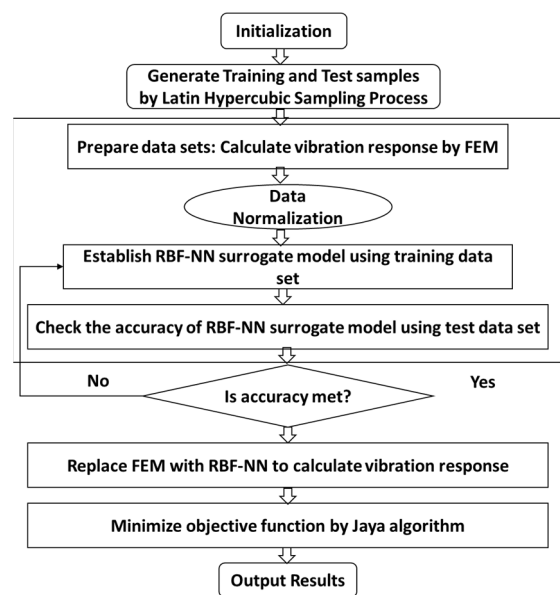 Initialization
Generate Training and Test samples
by Latin Hypercubic Sampling Process
Prepare data sets: Calculate vibration response by FEM
Data
Normalization
Establish RBF-NN surrogate model using training data
set
Check the accuracy of RBF-NN surrogate model using test data set
No
Yes
Is accuracy met?
Replace FEM with RBF-NN to calculate vibration response
Minimize objective function by Jaya algorithm
Output Results